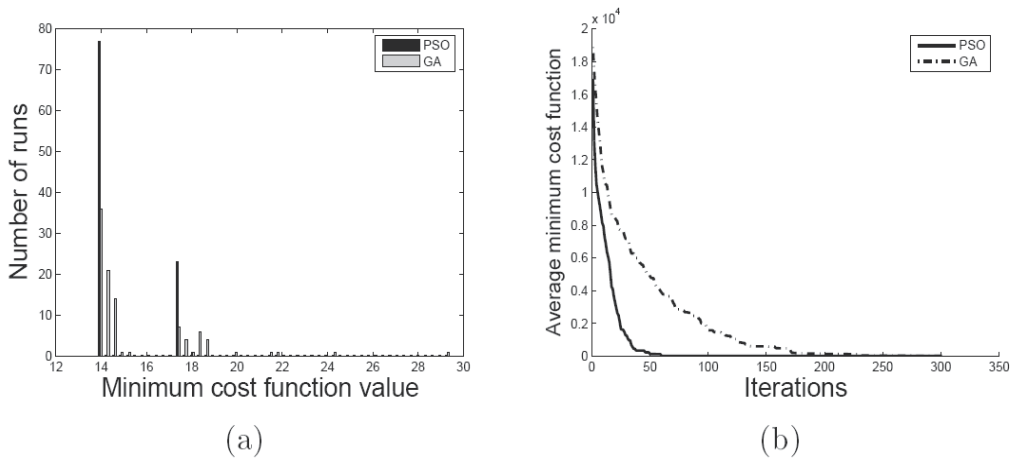 80
70
60
50
40
30
20
10
0
Number of runs
PSO
GA
12 14 16 18 20 22 24 26 28 30
Minimum cost function value
(a)
x 10⁴
2
1.8
1.6
1.4
1.2
1
0.8
0.6
0.4
0.2
0
Average minimum cost function
PSO
GA
0 50 100 150 200 250 300 350
Iterations
(b)